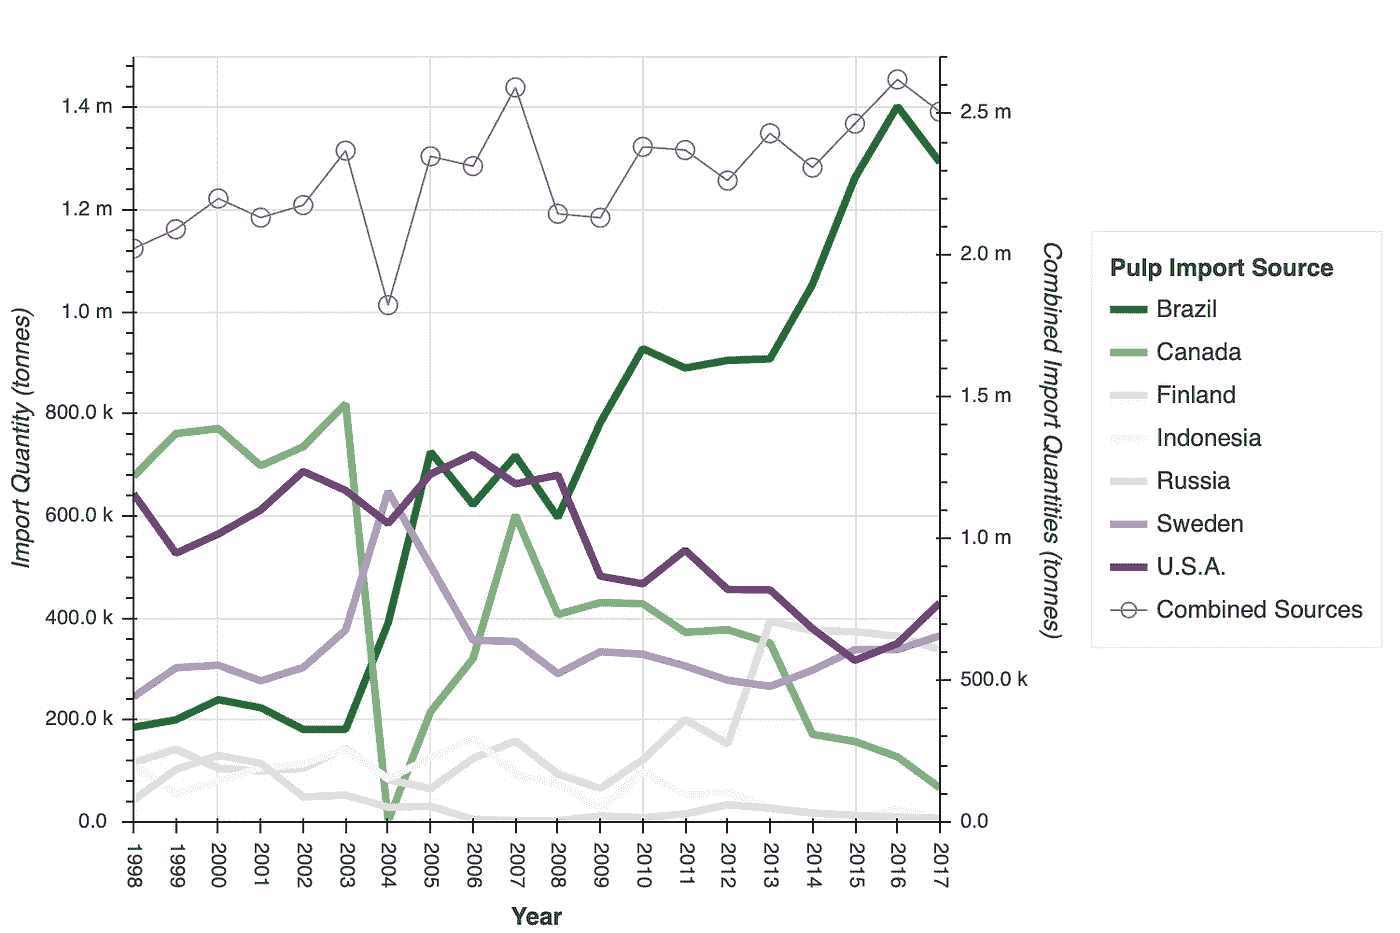 1.4 m
1.2 m
1.0 m
800.0 k
600.0 k
400.0 k
200.0 k
0.0
Import Quantity (tonnes)
2.5 m
2.0 m
1.5 m
1.0 m
500.0 k
0.0
Combined Import Quantities (tonnes)
1998
1999
2000
2001
2002
2003
2004
2005
2006
2007
2008
2009
2010
2011
2012
2013
2014
2015
2016
2017
Year
Pulp Import Source
Brazil
Canada
Finland
Indonesia
Russia
Sweden
U.S.A.
Combined Sources